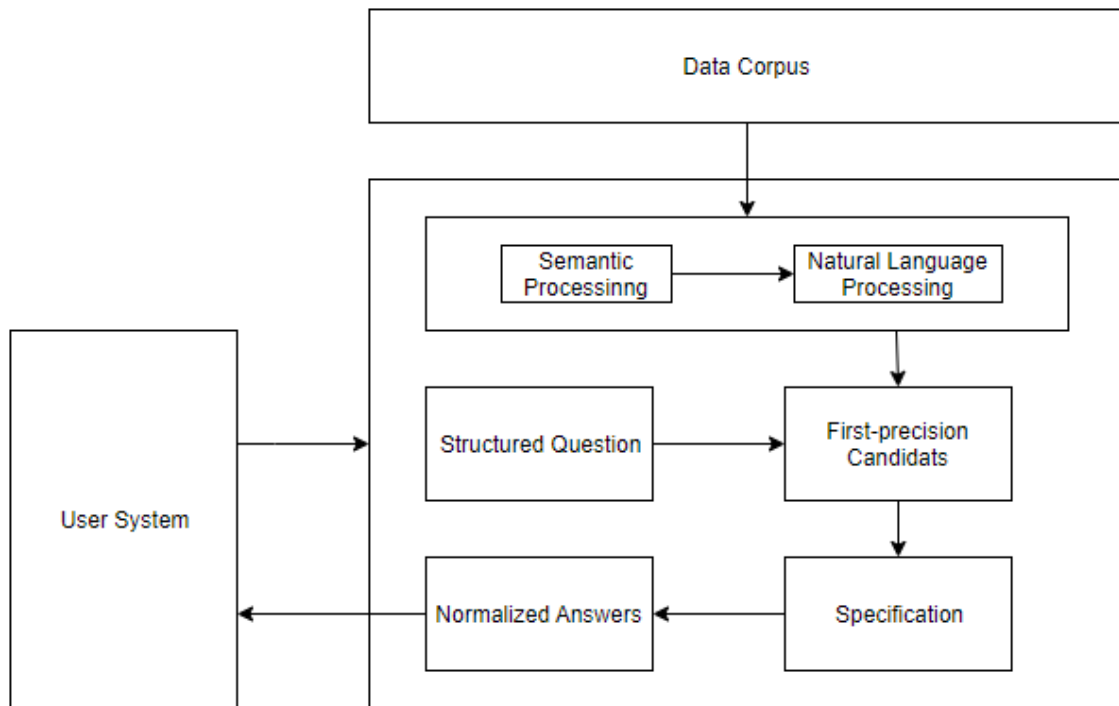 Data Corpus
Semantic
Processinng
Natural Language
Processing
Structured Question
First-precision
Candidats
User System
Normalized Answers
Specification